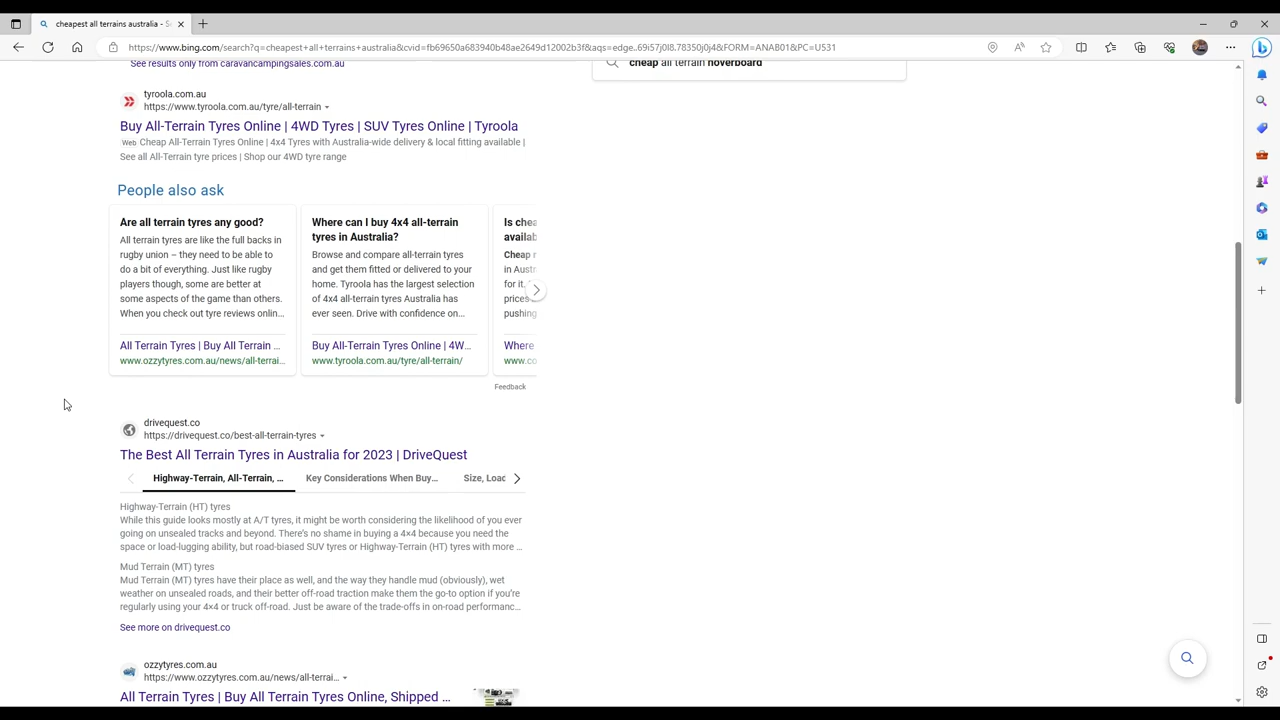 cheapest all terrains australia - S
https://www.bing.com/search?q=cheapest+all+terrains+australia&cvid=fb69650a683940b48ae2649d12002b3f&aqs=edge..69i57j0l8.78350j0j4&FORM=ANAB01&PC=U531
See results only from caravancampingsales.com.au
cheap all terrain hoverboard
tyroola.com.au
https://www.tyroola.com.au/tyre/all-terrain
Buy All-Terrain Tyres Online | 4WD Tyres | SUV Tyres Online | Tyroola
Web Cheap All-Terrain Tyres Online | 4x4 Tyres with Australia-wide delivery & local fitting available |
See all All-Terrain tyre prices | Shop our 4WD tyre range
People also ask
Are all terrain tyres any good?
All terrain tyres are like the full backs in
rugby union – they need to be able to
do a bit of everything. Just like rugby
players though, some are better at
some aspects of the game than others.
When you check out tyre reviews onlin...
All Terrain Tyres | Buy All Terrain ...
www.ozzytyres.com.au/news/all-terrai...
Where can I buy 4x4 all-terrain
tyres in Australia?
Browse and compare all-terrain tyres
and get them fitted or delivered to your
home. Tyroola has the largest selection
of 4x4 all-terrain tyres Australia has
ever seen. Drive with confidence on...
Buy All-Terrain Tyres Online | 4W...
www.tyroola.com.au/tyre/all-terrain/
Is chea
availab
Cheap r
in Austr
for it.
prices
pushing
Where
www.co
Feedback
drivequest.co
https://drivequest.co/best-all-terrain-tyres
The Best All Terrain Tyres in Australia for 2023 | DriveQuest
Highway-Terrain, All-Terrain, ...
Key Considerations When Buy...
Size, Load
Highway-Terrain (HT) tyres
While this guide looks mostly at A/T tyres, it might be worth considering the likelihood of you ever
going on unsealed tracks and beyond. There's no shame in buying a 4×4 because you need the
space or load-lugging ability, but road-biased SUV tyres or Highway-Terrain (HT) tyres with more ...
Mud Terrain (MT) tyres
Mud Terrain (MT) tyres have their place as well, and the way they handle mud (obviously), wet
weather on unsealed roads, and their better off-road traction make them the go-to option if you're
regularly using your 4×4 or truck off-road. Just be aware of the trade-offs in on-road performanc...
See more on drivequest.co
ozzytyres.com.au
https://www.ozzytyres.com.au/news/all-terrai...
All Terrain Tyres | Buy All Terrain Tyres Online, Shipped ...